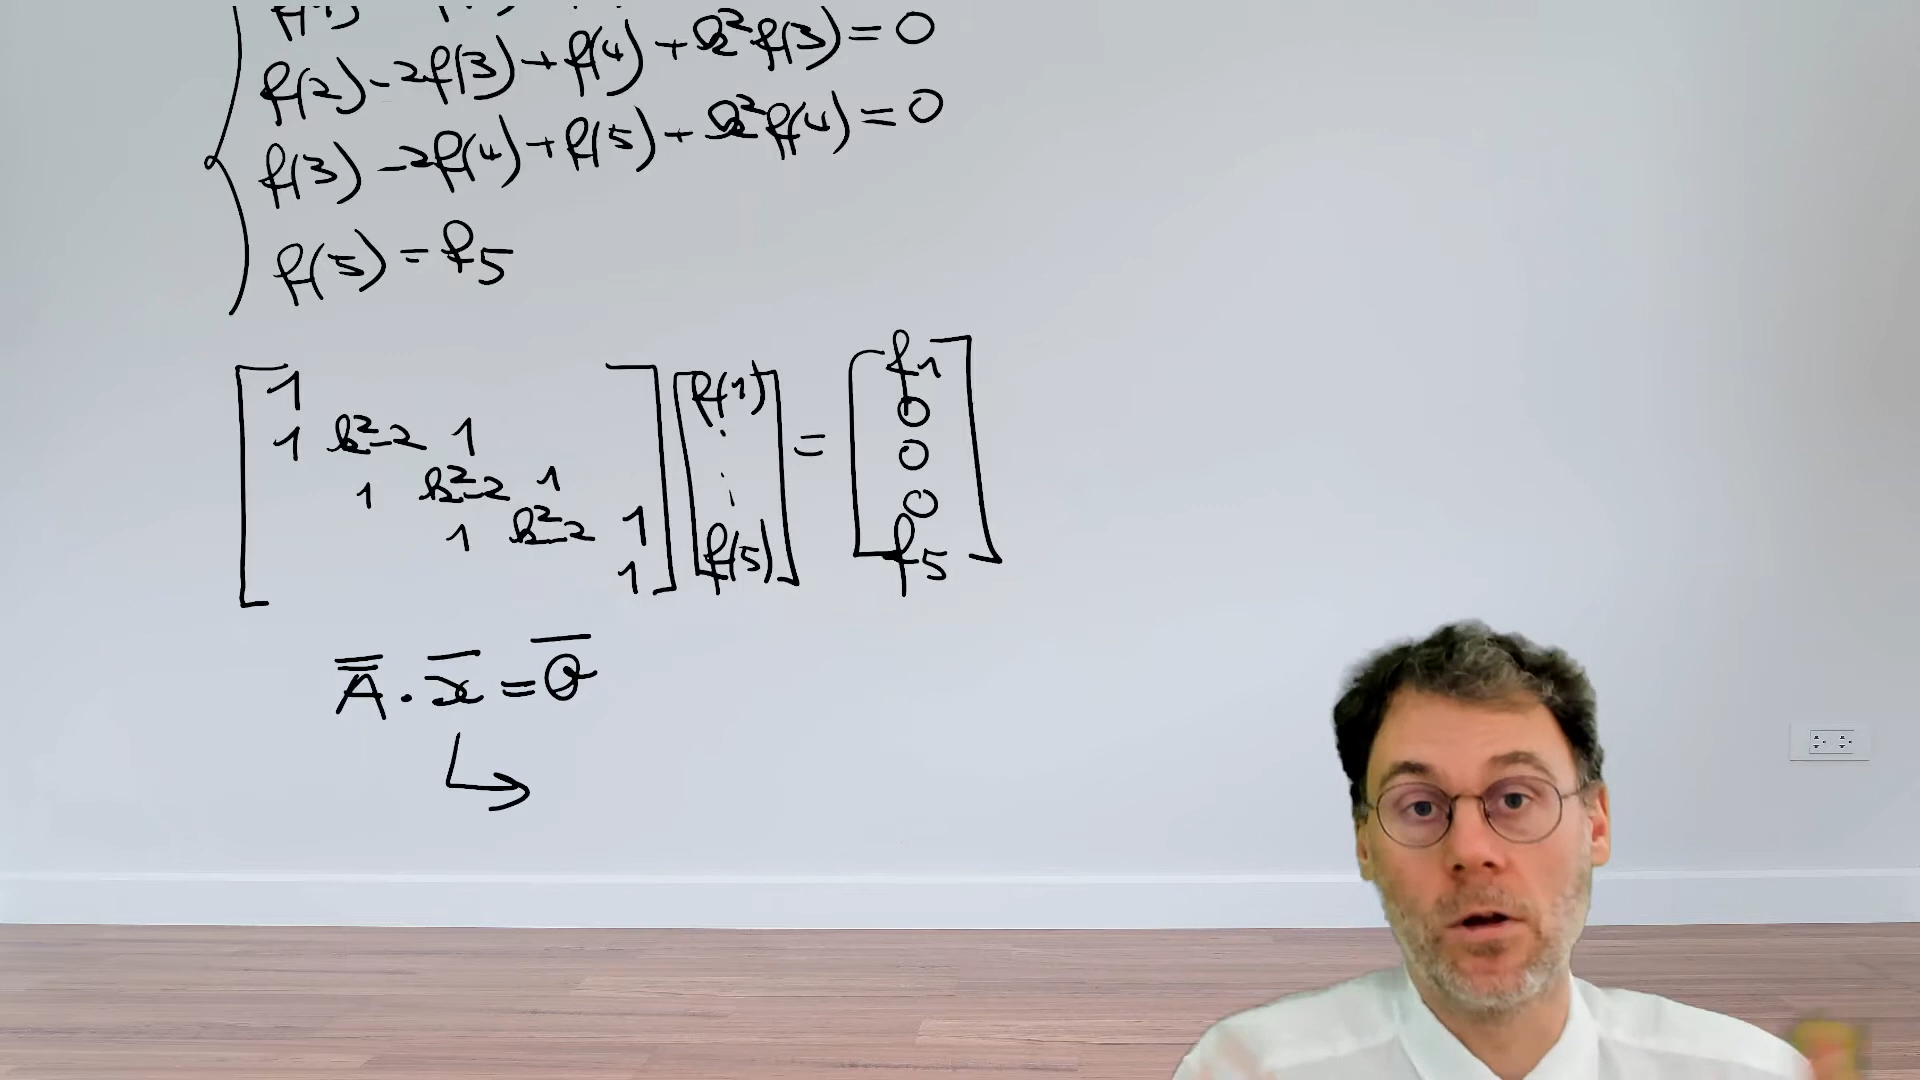 f(2) - 2f(3) + f(4) + k²f(3) = 0
f(3) - 2f(4) + f(5) + k²f(4) = 0
f(5) = f5
1 f(1) f1
1 k²-2 1 . 0
1 k²-2 1 . = 0
1 k²-2 1 . 0
1 f(5) f5
A̿ . x̄ = Q̄
↳